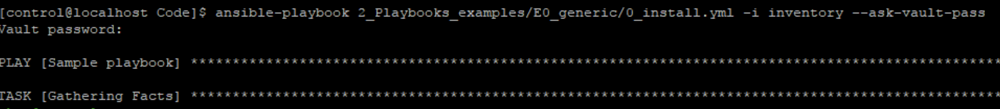 [control@localhost Code]$ ansible-playbook 2_Playbooks_examples/E0_generic/0_install.yml -i inventory --ask-vault-pass
Vault password:
PLAY [Sample playbook] ***************************************************************************************************
TASK [Gathering Facts] ***************************************************************************************************